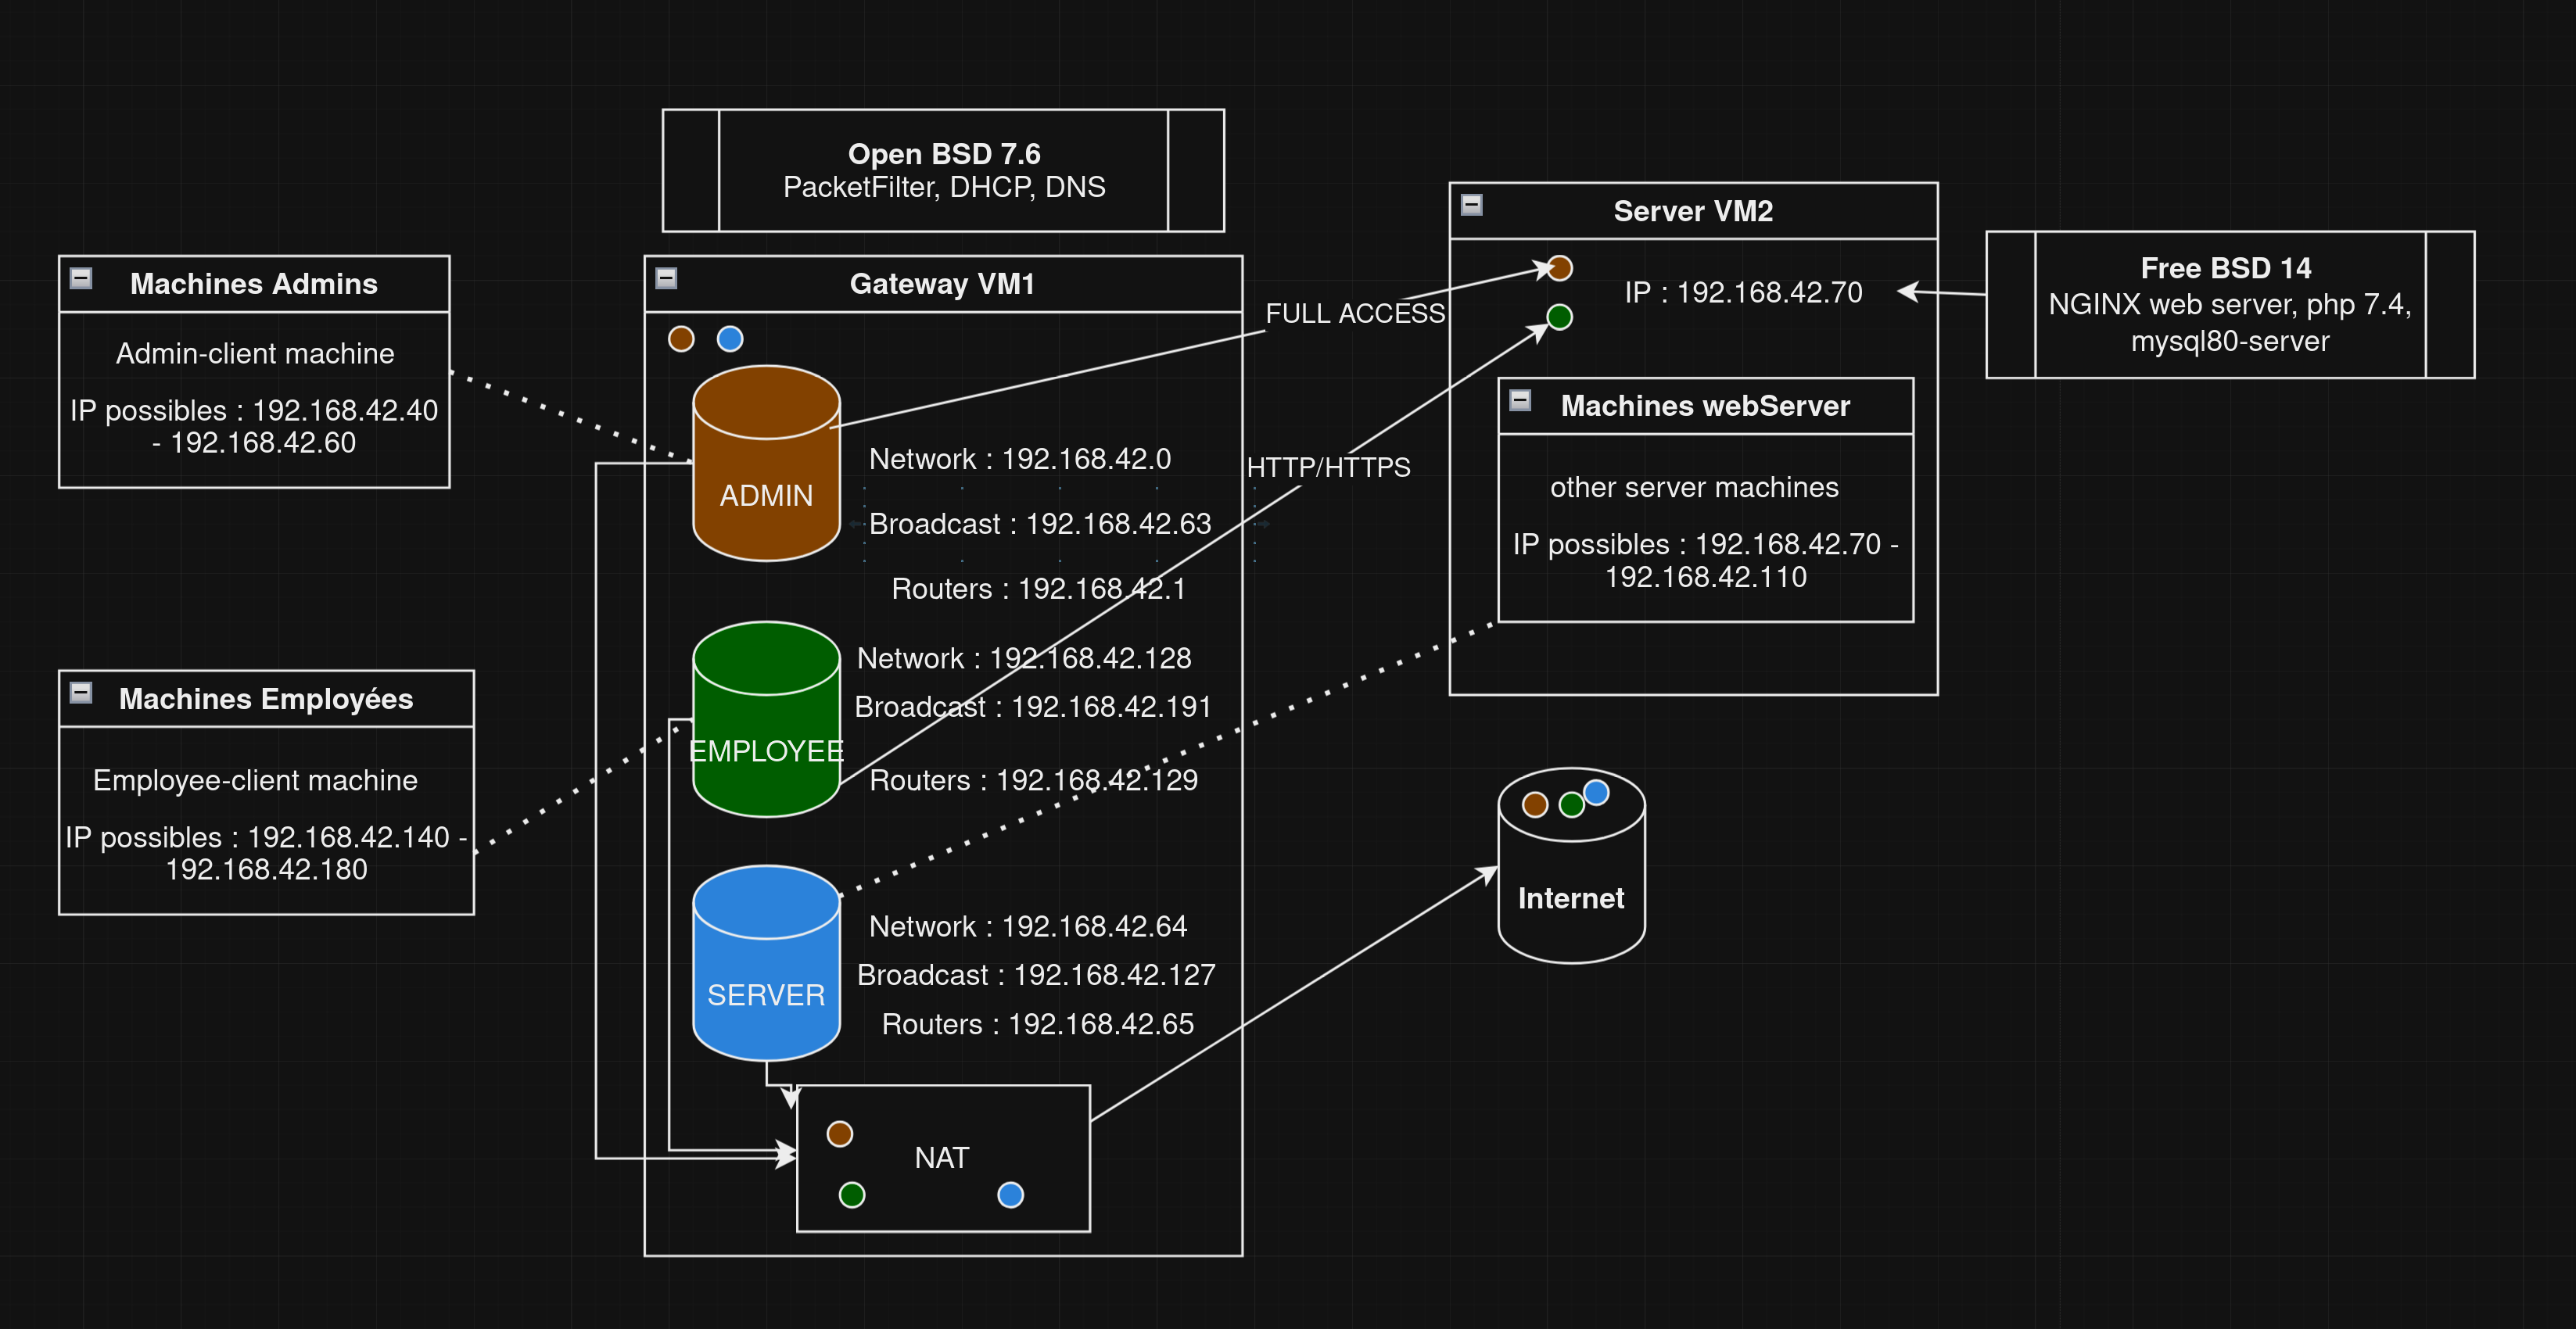 Open BSD 7.6
PacketFilter, DHCP, DNS
Machines Admins
Admin-client machine
IP possibles : 192.168.42.40
- 192.168.42.60
Machines Employées
Employee-client machine
IP possibles : 192.168.42.140 -
192.168.42.180
Gateway VM1
ADMIN
Network : 192.168.42.0
Broadcast : 192.168.42.63
Routers : 192.168.42.1
EMPLOYEE
Network : 192.168.42.128
Broadcast : 192.168.42.191
Routers : 192.168.42.129
SERVER
Network : 192.168.42.64
Broadcast : 192.168.42.127
Routers : 192.168.42.65
NAT
FULL ACCESS
HTTP/HTTPS
Server VM2
IP : 192.168.42.70
Machines webServer
other server machines
IP possibles : 192.168.42.70 -
192.168.42.110
Free BSD 14
NGINX web server, php 7.4,
mysql80-server
Internet